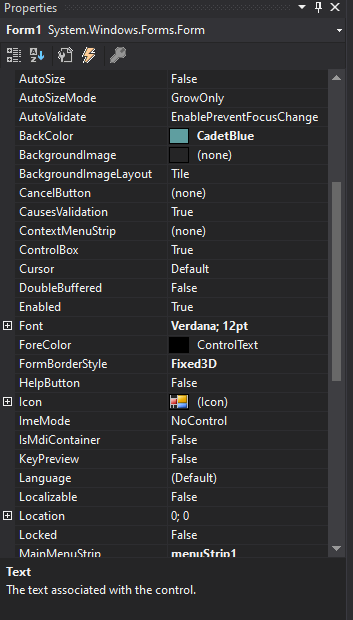 Properties
Form1 System.Windows.Forms.Form
AutoSize False
AutoSizeMode GrowOnly
AutoValidate EnablePreventFocusChange
BackColor CadetBlue
BackgroundImage (none)
BackgroundImageLayout Tile
CancelButton (none)
CausesValidation True
ContextMenuStrip (none)
ControlBox True
Cursor Default
DoubleBuffered False
Enabled True
Font Verdana; 12pt
ForeColor ControlText
FormBorderStyle Fixed3D
HelpButton False
Icon (Icon)
ImeMode NoControl
IsMdiContainer False
KeyPreview False
Language (Default)
Localizable False
Location 0; 0
Locked False
MainMenuStrip menuStrip1
Text
The text associated with the control.